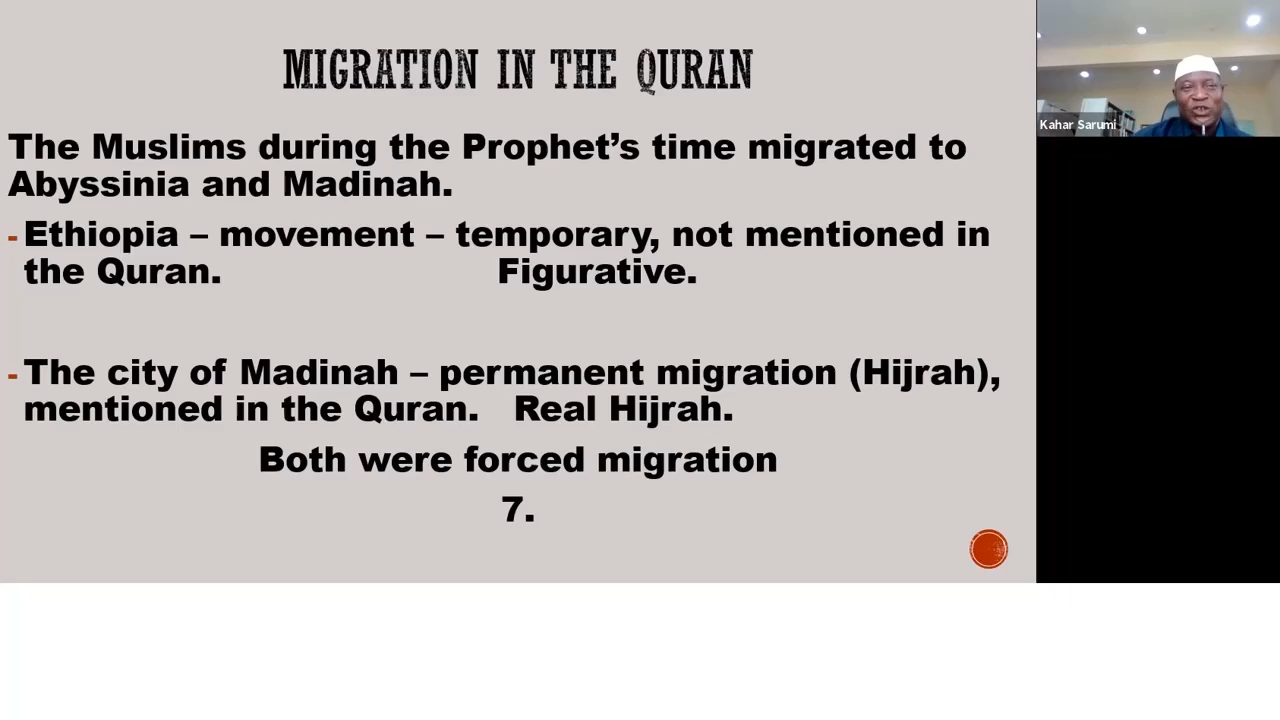 MIGRATION IN THE QURAN
The Muslims during the Prophet’s time migrated to
Abyssinia and Madinah.
- Ethiopia – movement – temporary, not mentioned in
the Quran. Figurative.
- The city of Madinah – permanent migration (Hijrah),
mentioned in the Quran. Real Hijrah.
Both were forced migration
7.
Kahar Sarumi